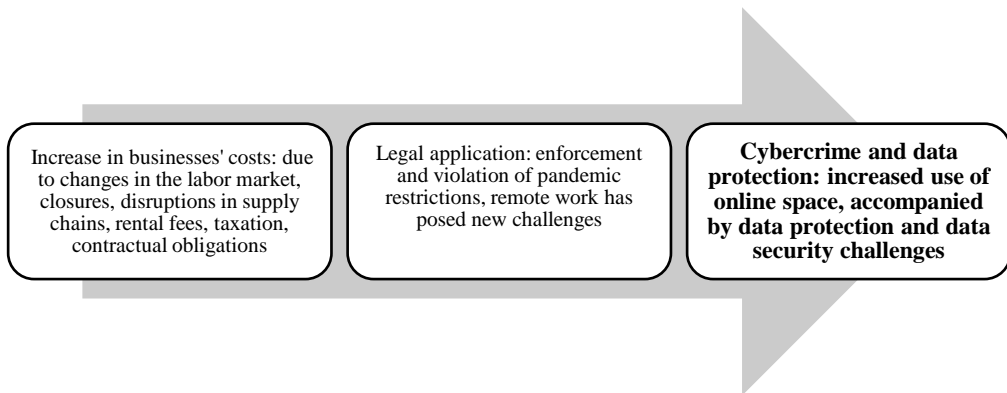 Increase in businesses' costs: due
to changes in the labor market,
closures, disruptions in supply
chains, rental fees, taxation,
contractual obligations
Legal application: enforcement
and violation of pandemic
restrictions, remote work has
posed new challenges
Cybercrime and data
protection: increased use of
online space, accompanied
by data protection and data
security challenges